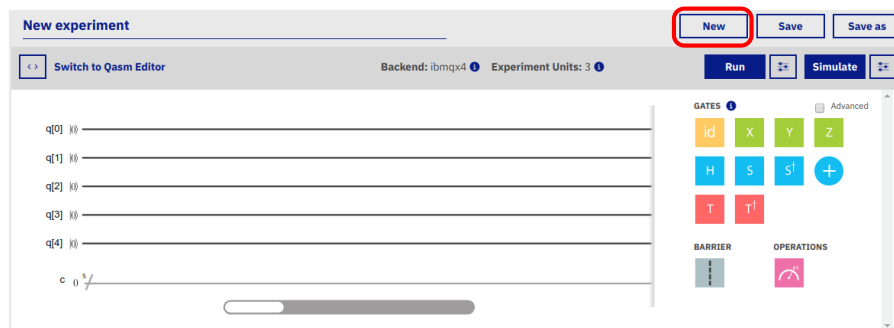 New experiment
New Save Save as
<> Switch to Qasm Editor Backend: ibmqx4 Experiment Units: 3 Run Simulate
GATES Advanced
q[0] |0⟩
id X Y Z
q[1] |0⟩
H S S† +
q[2] |0⟩
q[3] |0⟩
T T†
q[4] |0⟩
BARRIER OPERATIONS
c 0 5